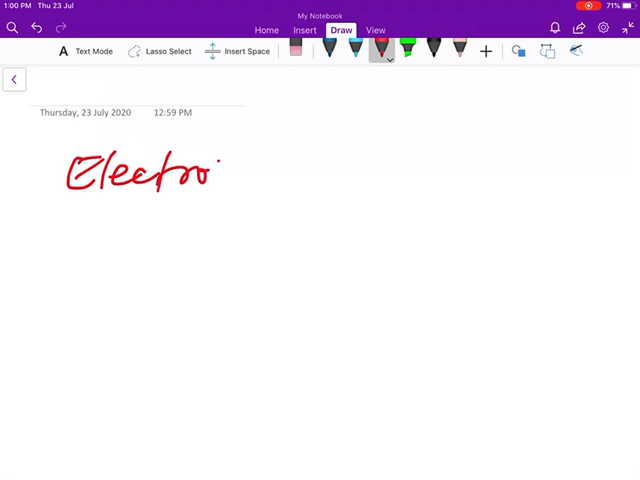 1:00 PM Thu 23 Jul 71%
My Notebook
Home Insert Draw View
A Text Mode Lasso Select Insert Space
Thursday, 23 July 2020 12:59 PM
Electro